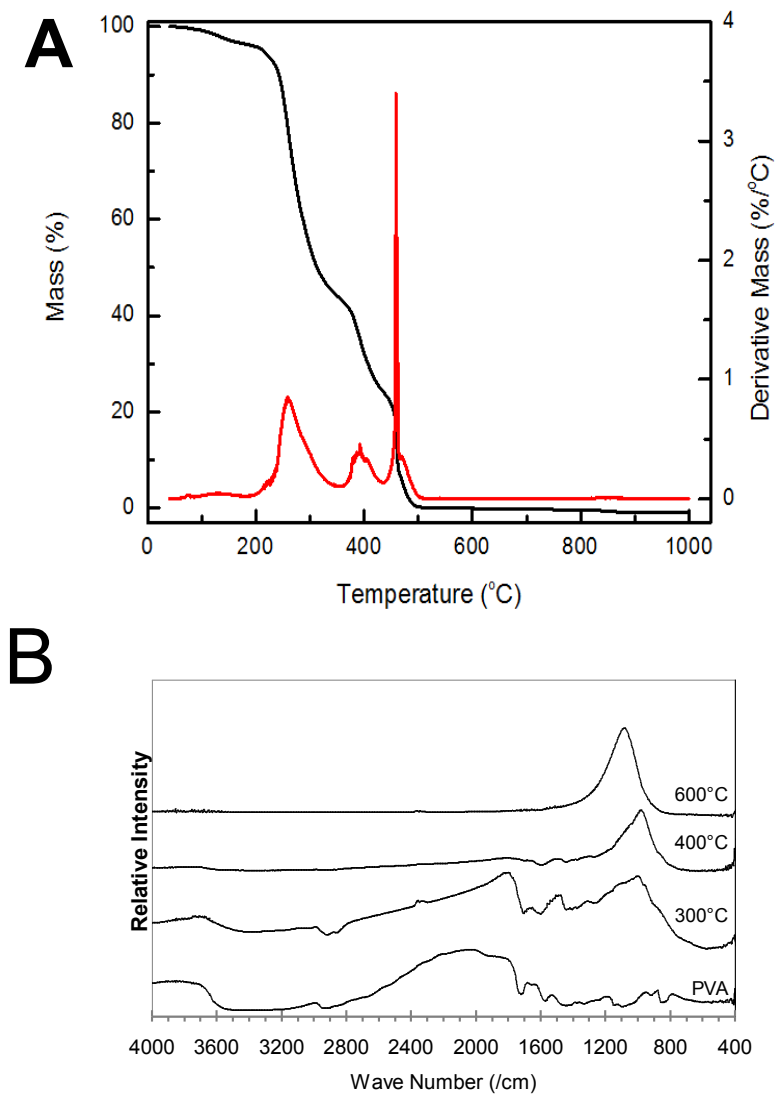 A
100
80
60
40
20
0
Mass (%)
4
3
2
1
0
Derivative Mass (%/°C)
0 200 400 600 800 1000
Temperature (°C)
B
Relative Intensity
600°C
400°C
300°C
PVA
4000 3600 3200 2800 2400 2000 1600 1200 800 400
Wave Number (/cm)